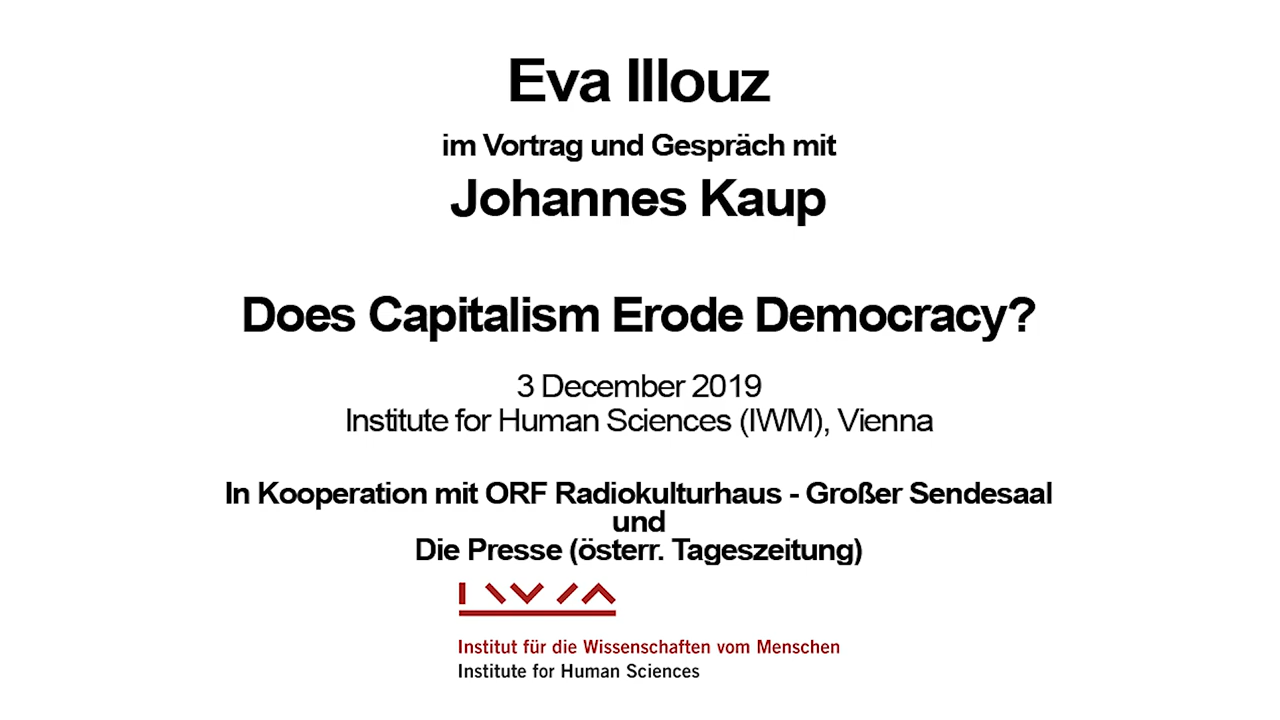 Eva Illouz
im Vortrag und Gespräch mit
Johannes Kaup
Does Capitalism Erode Democracy?
3 December 2019
Institute for Human Sciences (IWM), Vienna
In Kooperation mit ORF Radiokulturhaus - Großer Sendesaal
und
Die Presse (österr. Tageszeitung)
IWM
Institut für die Wissenschaften vom Menschen
Institute for Human Sciences